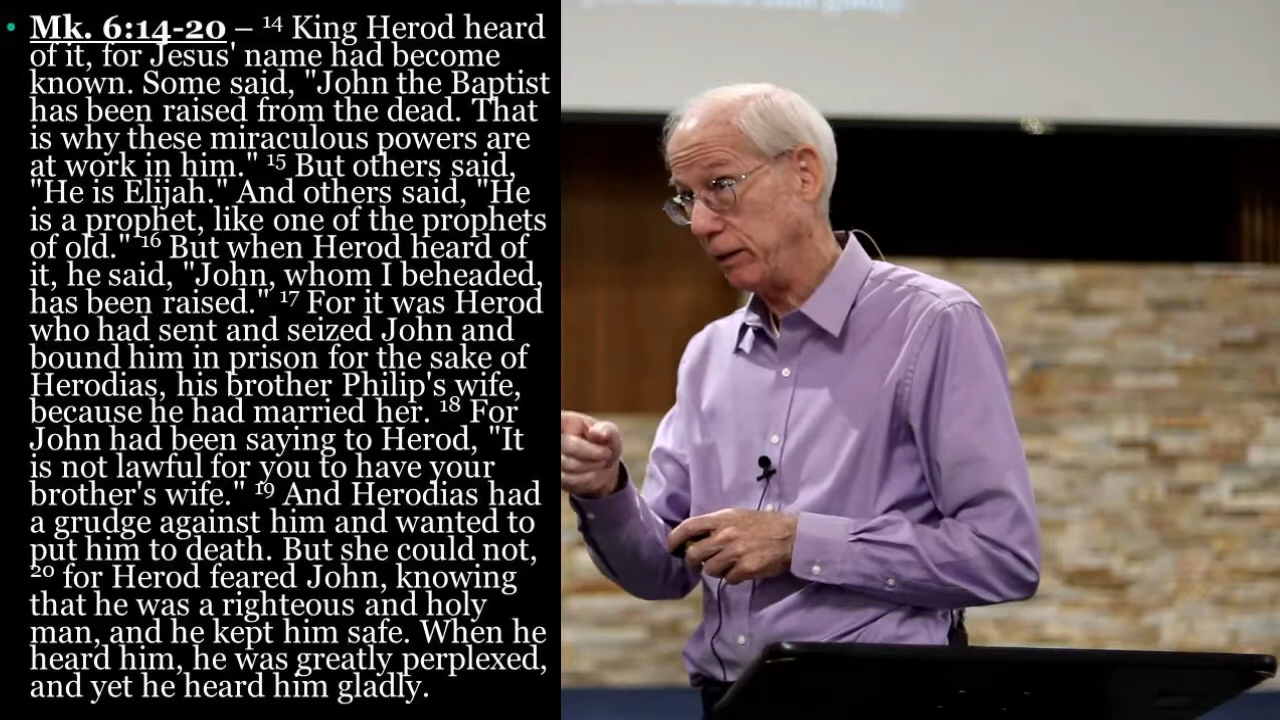 • Mk. 6:14-20 – 14 King Herod heard
of it, for Jesus' name had become
known. Some said, "John the Baptist
has been raised from the dead. That
is why these miraculous powers are
at work in him." 15 But others said,
"He is Elijah." And others said, "He
is a prophet, like one of the prophets
of old." 16 But when Herod heard of
it, he said, "John, whom I beheaded,
has been raised." 17 For it was Herod
who had sent and seized John and
bound him in prison for the sake of
Herodias, his brother Philip's wife,
because he had married her. 18 For
John had been saying to Herod, "It
is not lawful for you to have your
brother's wife." 19 And Herodias had
a grudge against him and wanted to
put him to death. But she could not,
20 for Herod feared John, knowing
that he was a righteous and holy
man, and he kept him safe. When he
heard him, he was greatly perplexed,
and yet he heard him gladly.